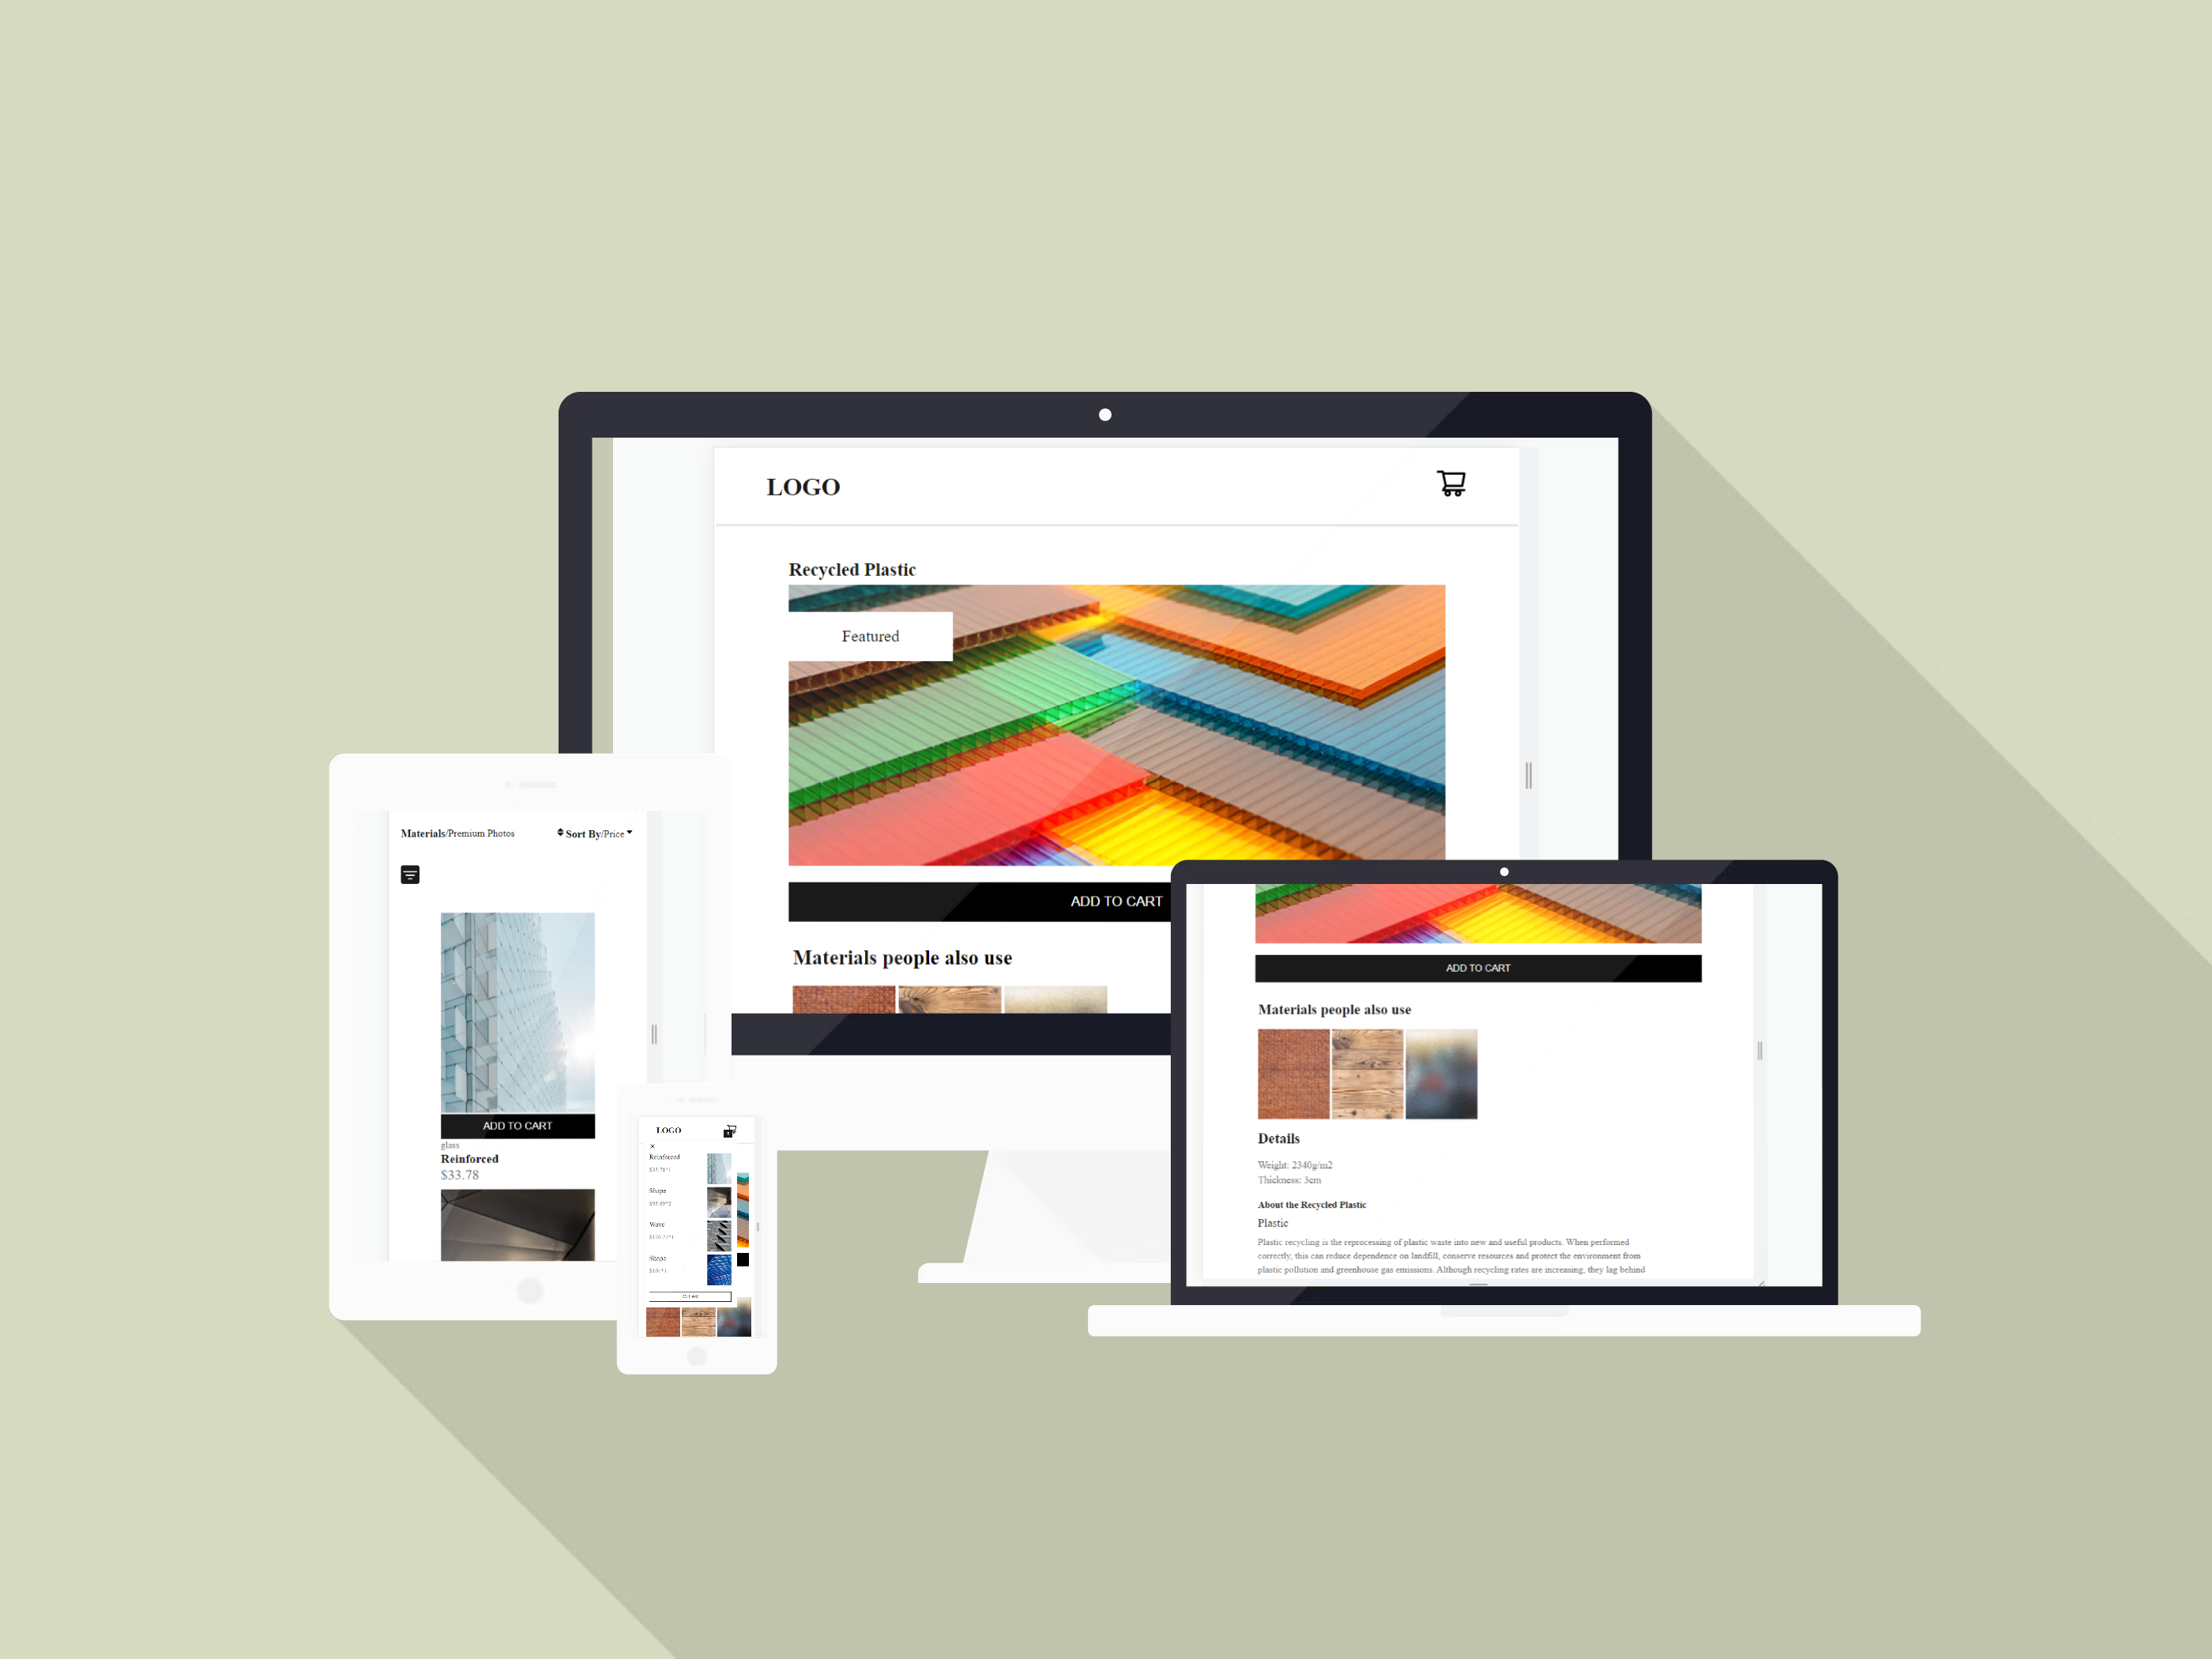 LOGO
Recycled Plastic
Featured
ADD TO CART
Materials people also use
Materials/Premium Photos
Sort By/Price
ADD TO CART
glass
Reinforced
$33.78
LOGO
Reinforced
$33.78*1
Shape
Wave
Shape
ADD TO CART
Materials people also use
Details
Weight: 2340g/m2
Thickness: 3cm
About the Recycled Plastic
Plastic
Plastic recycling is the reprocessing of plastic waste into new and useful products. When performed
correctly, this can reduce dependence on landfill, conserve resources and protect the environment from
plastic pollution and greenhouse gas emissions. Although recycling rates are increasing, they lag behind